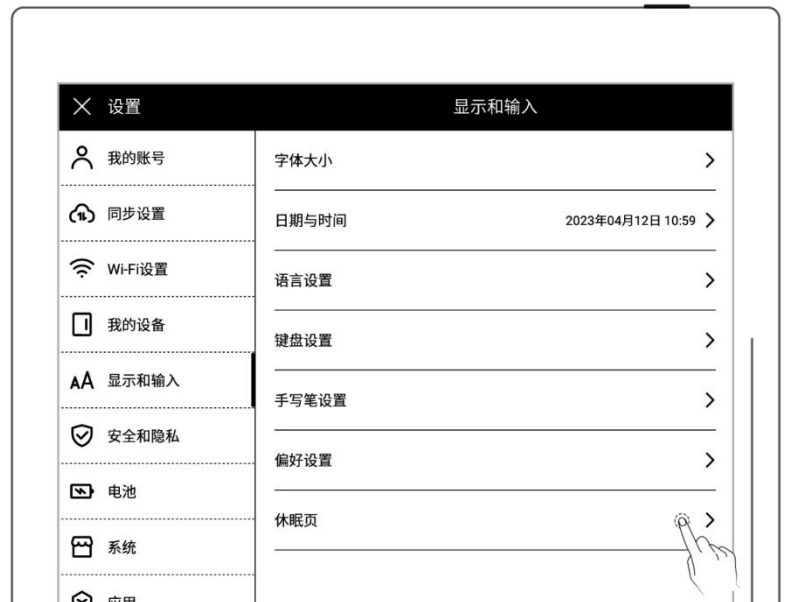 设置
显示和输入
我的账号
同步设置
Wi-Fi设置
我的设备
AA 显示和输入
安全和隐私
电池
系统
应用
字体大小
日期与时间 2023年04月12日 10:59
语言设置
键盘设置
手写笔设置
偏好设置
休眠页